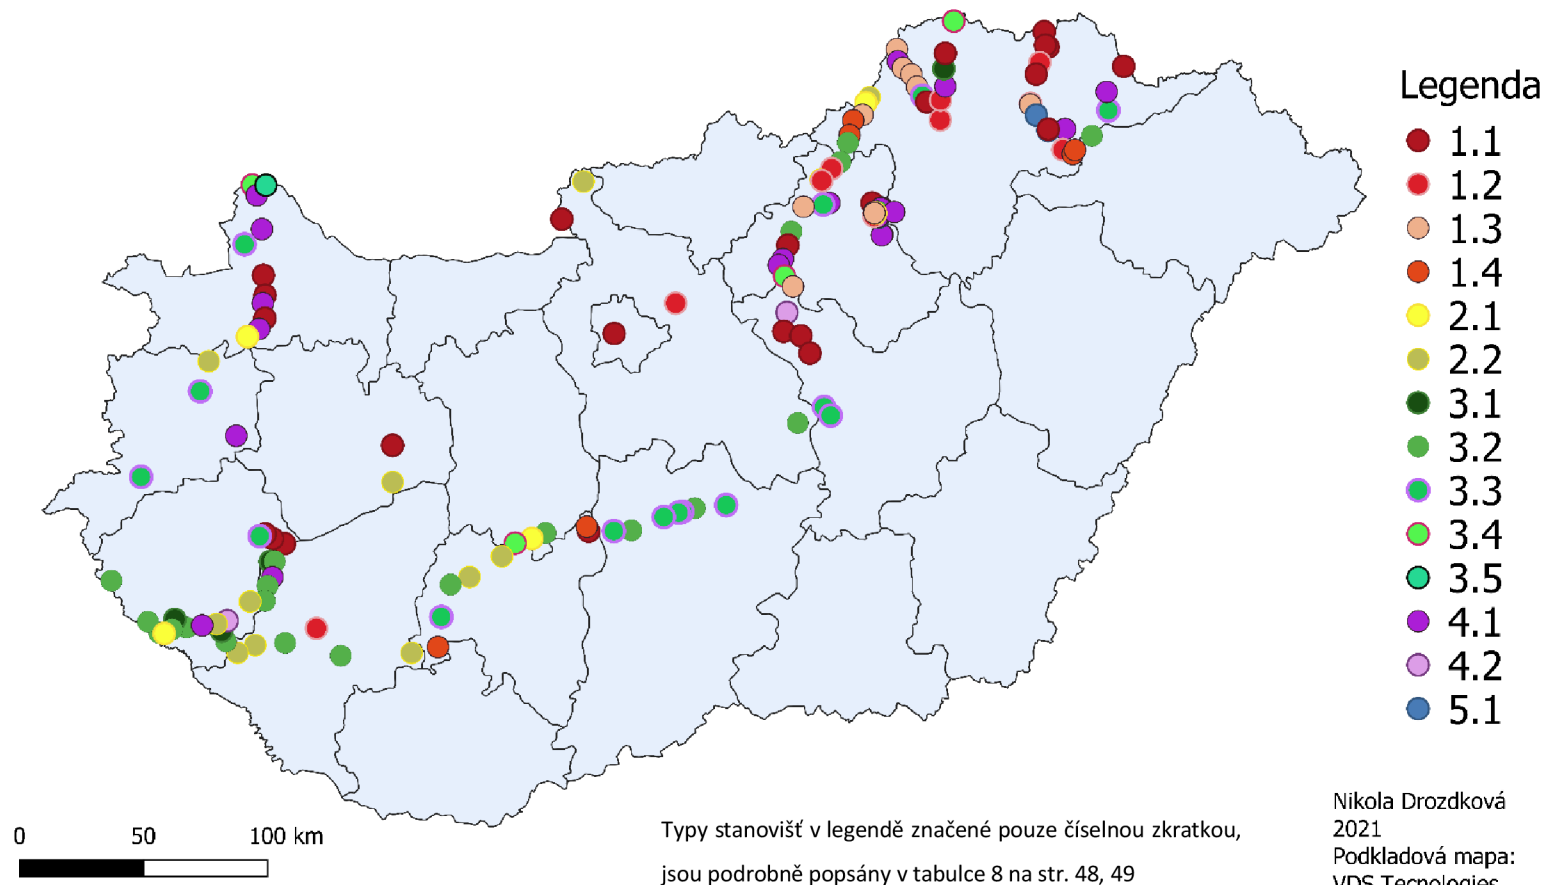 Legenda
1.1
1.2
1.3
1.4
2.1
2.2
3.1
3.2
3.3
3.4
3.5
4.1
4.2
5.1
0 50 100 km
Typy stanovišť v legendě značené pouze číselnou zkratkou,
jsou podrobně popsány v tabulce 8 na str. 48, 49
Nikola Drozdková
2021
Podkladová mapa:
VDS Tecnologies